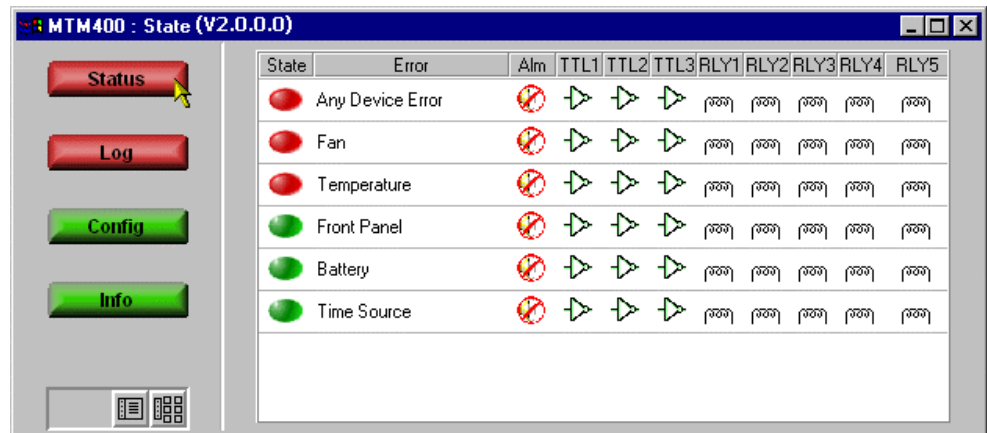 MTM400 : State (V2.0.0.0)
Status
Log
Config
Info
State Error Alm TTL1 TTL2 TTL3 RLY1 RLY2 RLY3 RLY4 RLY5
Any Device Error
Fan
Temperature
Front Panel
Battery
Time Source